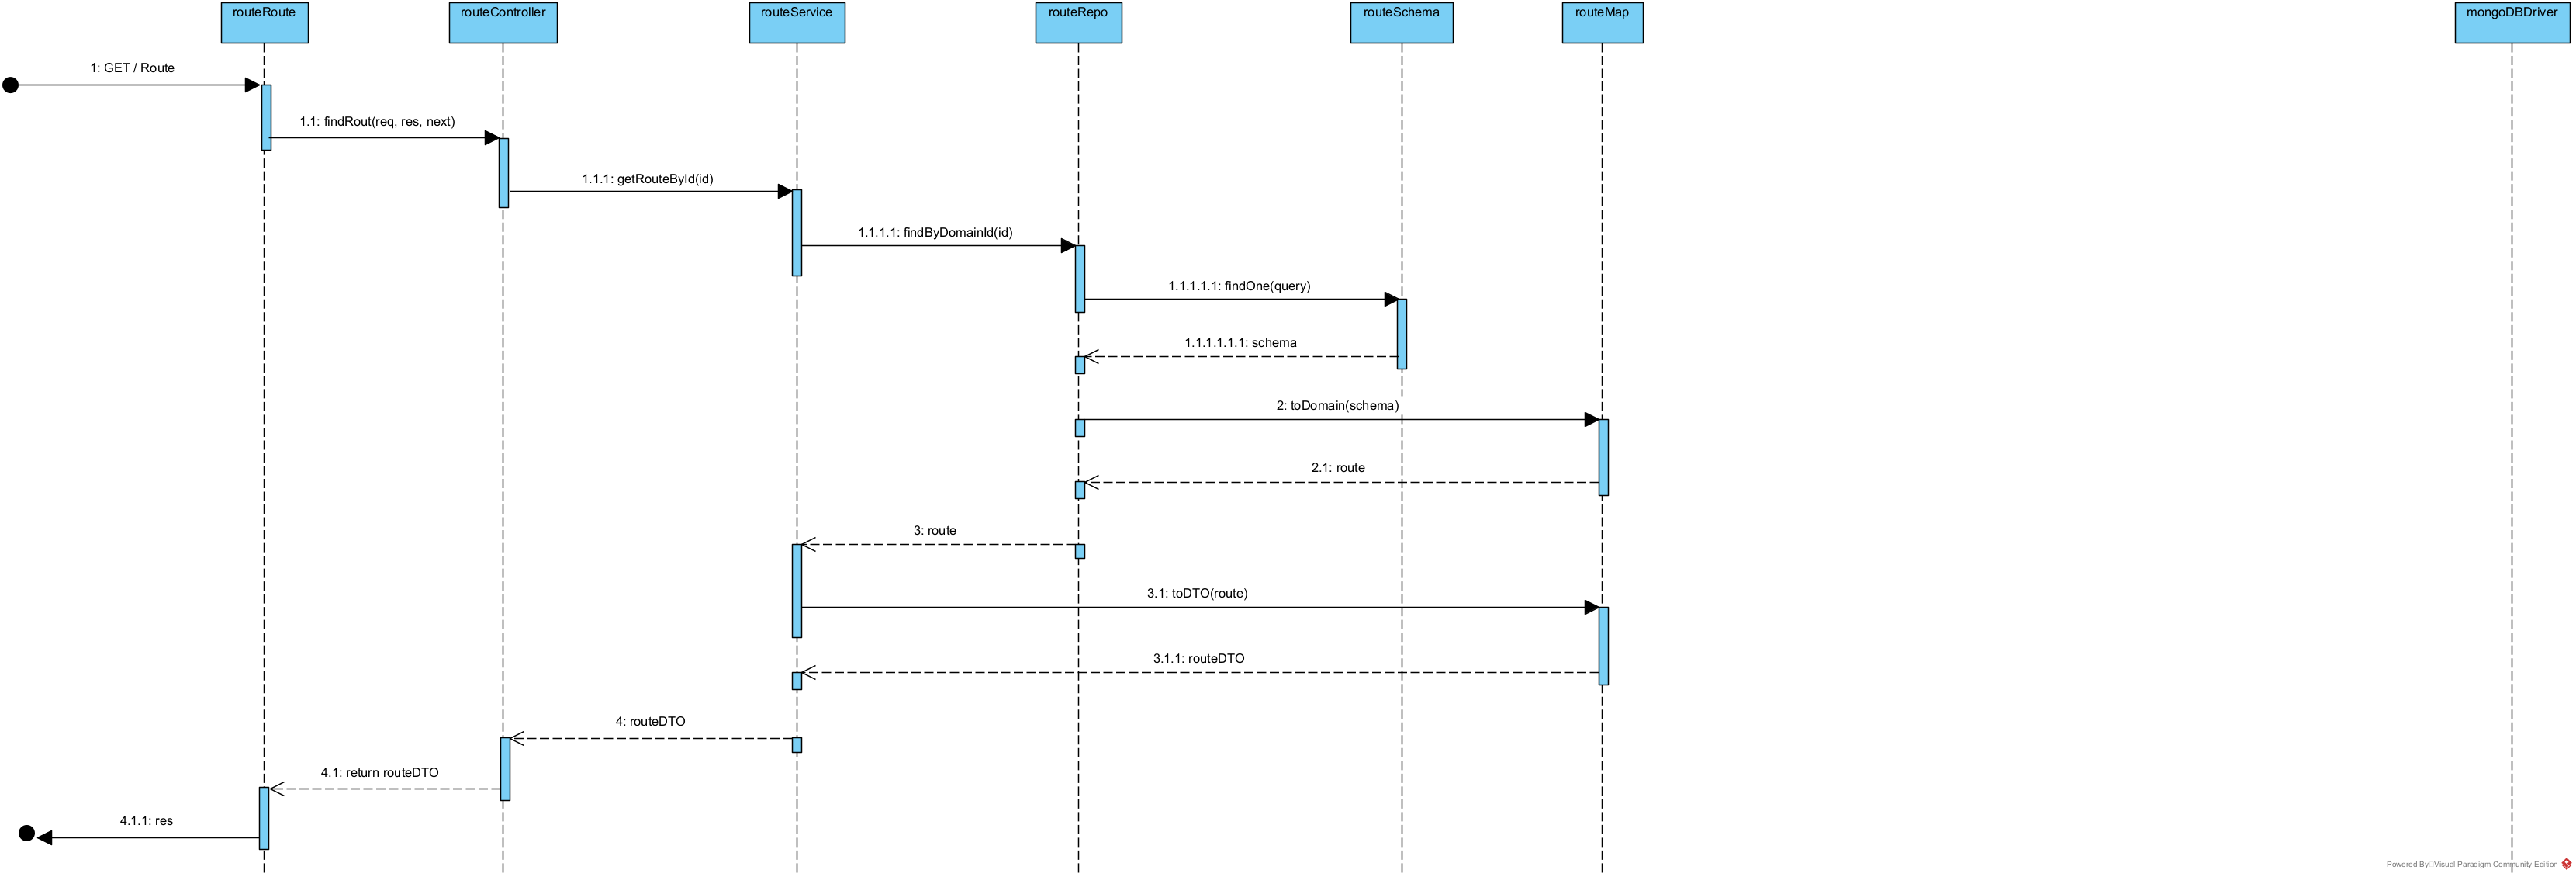 routeRoute
routeController
routeService
routeRepo
routeSchema
routeMap
mongoDBDriver
1: GET / Route
1.1: findRout(req, res, next)
1.1.1: getRouteById(id)
1.1.1.1: findByDomainId(id)
1.1.1.1.1: findOne(query)
1.1.1.1.1.1: schema
2: toDomain(schema)
2.1: route
3: route
3.1: toDTO(route)
3.1.1: routeDTO
4: routeDTO
4.1: return routeDTO
4.1.1: res
Powered By Visual Paradigm Community Edition